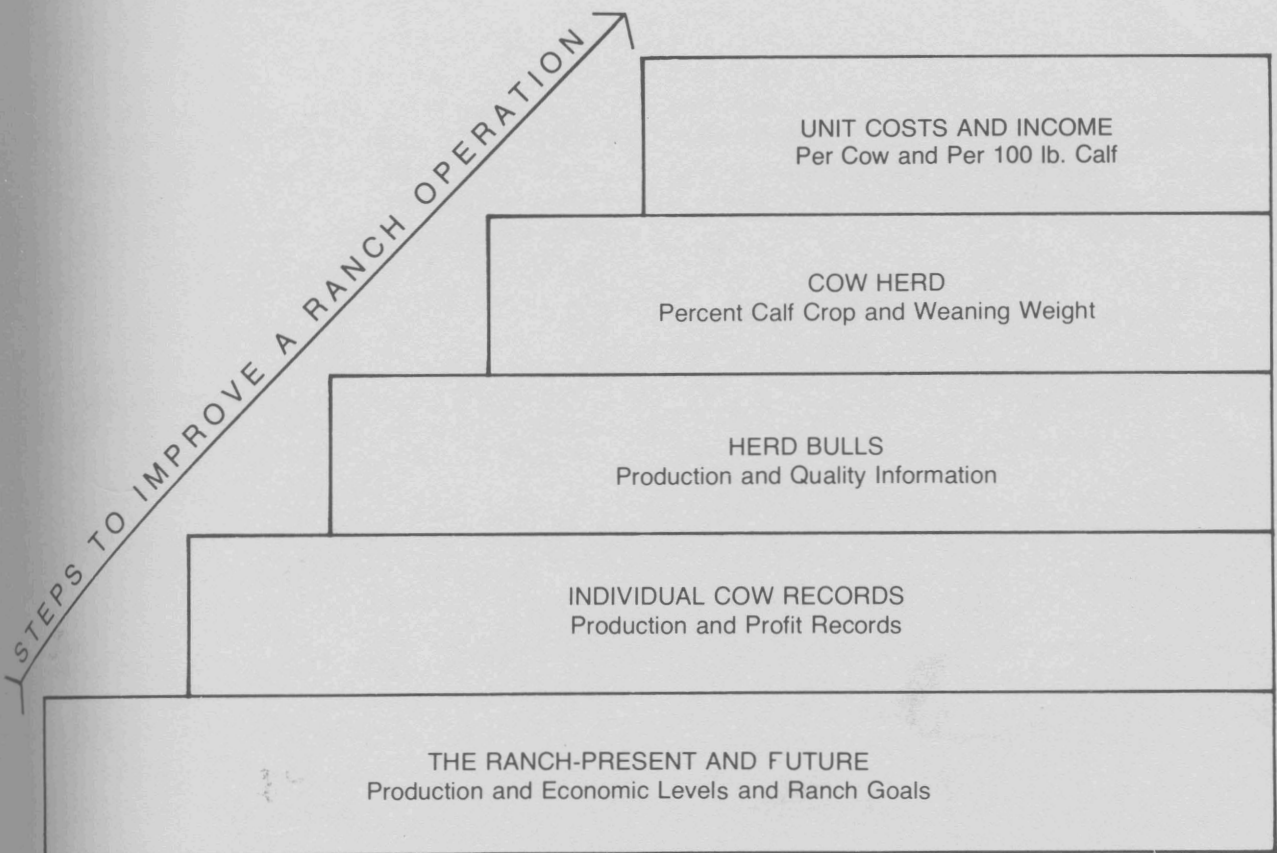 STEPS TO IMPROVE A RANCH OPERATION
UNIT COSTS AND INCOME
Per Cow and Per 100 lb. Calf
COW HERD
Percent Calf Crop and Weaning Weight
HERD BULLS
Production and Quality Information
INDIVIDUAL COW RECORDS
Production and Profit Records
THE RANCH-PRESENT AND FUTURE
Production and Economic Levels and Ranch Goals